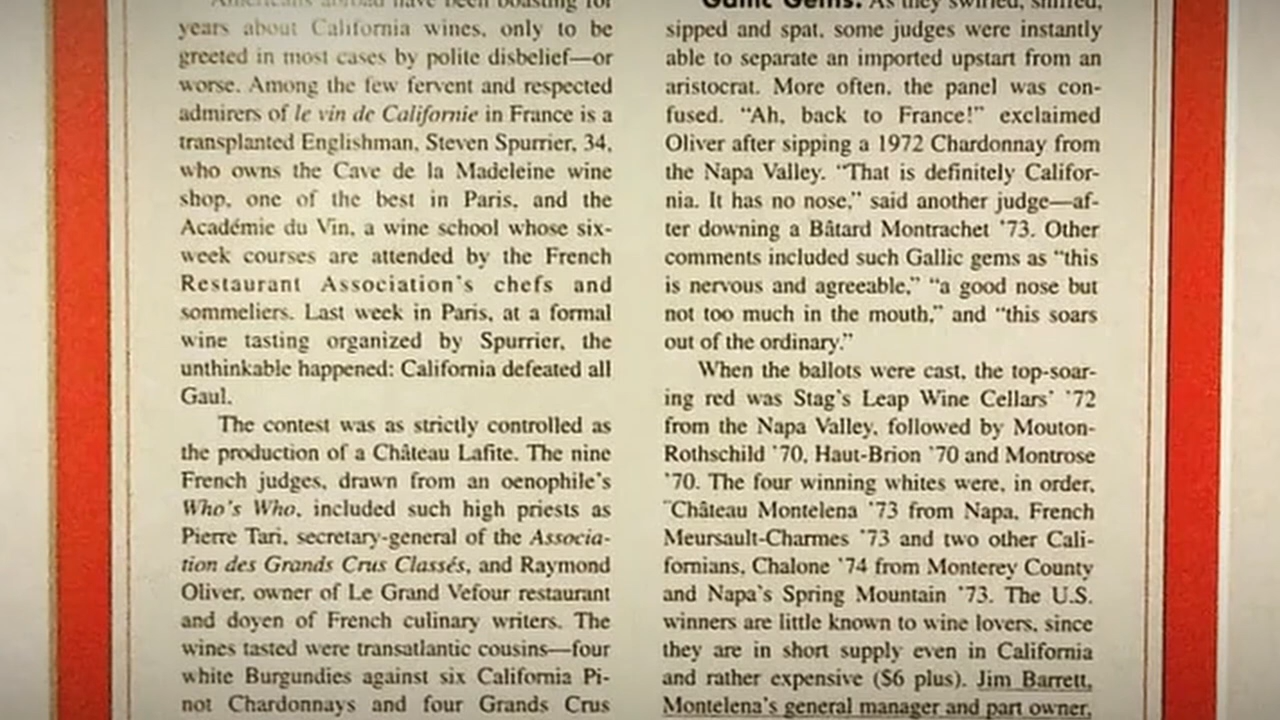 Americans abroad have been boasting for
years about California wines, only to be
greeted in most cases by polite disbelief—or
worse. Among the few fervent and respected
admirers of le vin de Californie in France is a
transplanted Englishman, Steven Spurrier, 34,
who owns the Cave de la Madeleine wine
shop, one of the best in Paris, and the
Académie du Vin, a wine school whose six-
week courses are attended by the French
Restaurant Association's chefs and
sommeliers. Last week in Paris, at a formal
wine tasting organized by Spurrier, the
unthinkable happened: California defeated all
Gaul.
The contest was as strictly controlled as
the production of a Château Lafite. The nine
French judges, drawn from an oenophile's
Who's Who, included such high priests as
Pierre Tari, secretary-general of the Associa-
tion des Grands Crus Classés, and Raymond
Oliver, owner of Le Grand Vefour restaurant
and doyen of French culinary writers. The
wines tasted were transatlantic cousins—four
white Burgundies against six California Pi-
not Chardonnays and four Grands Crus
Gallic Gems. As they swirled, sniffed,
sipped and spat, some judges were instantly
able to separate an imported upstart from an
aristocrat. More often, the panel was con-
fused. "Ah, back to France!" exclaimed
Oliver after sipping a 1972 Chardonnay from
the Napa Valley. "That is definitely Califor-
nia. It has no nose," said another judge—af-
ter downing a Bâtard Montrachet '73. Other
comments included such Gallic gems as "this
is nervous and agreeable," "a good nose but
not too much in the mouth," and "this soars
out of the ordinary."
When the ballots were cast, the top-soar-
ing red was Stag's Leap Wine Cellars' '72
from the Napa Valley, followed by Mouton-
Rothschild '70, Haut-Brion '70 and Montrose
'70. The four winning whites were, in order,
"Château Montelena '73 from Napa, French
Meursault-Charmes '73 and two other Cali-
fornians, Chalone '74 from Monterey County
and Napa's Spring Mountain '73. The U.S.
winners are little known to wine lovers, since
they are in short supply even in California
and rather expensive ($6 plus). Jim Barrett,
Montelena's general manager and part owner,